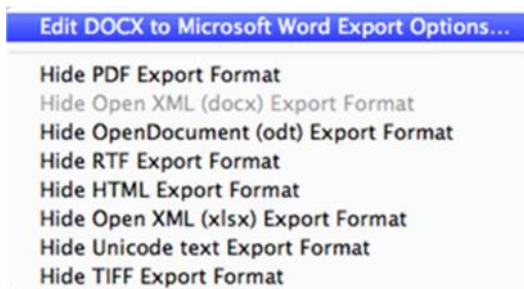 Edit DOCX to Microsoft Word Export Options...
Hide PDF Export Format
Hide Open XML (docx) Export Format
Hide OpenDocument (odt) Export Format
Hide RTF Export Format
Hide HTML Export Format
Hide Open XML (xlsx) Export Format
Hide Unicode text Export Format
Hide TIFF Export Format